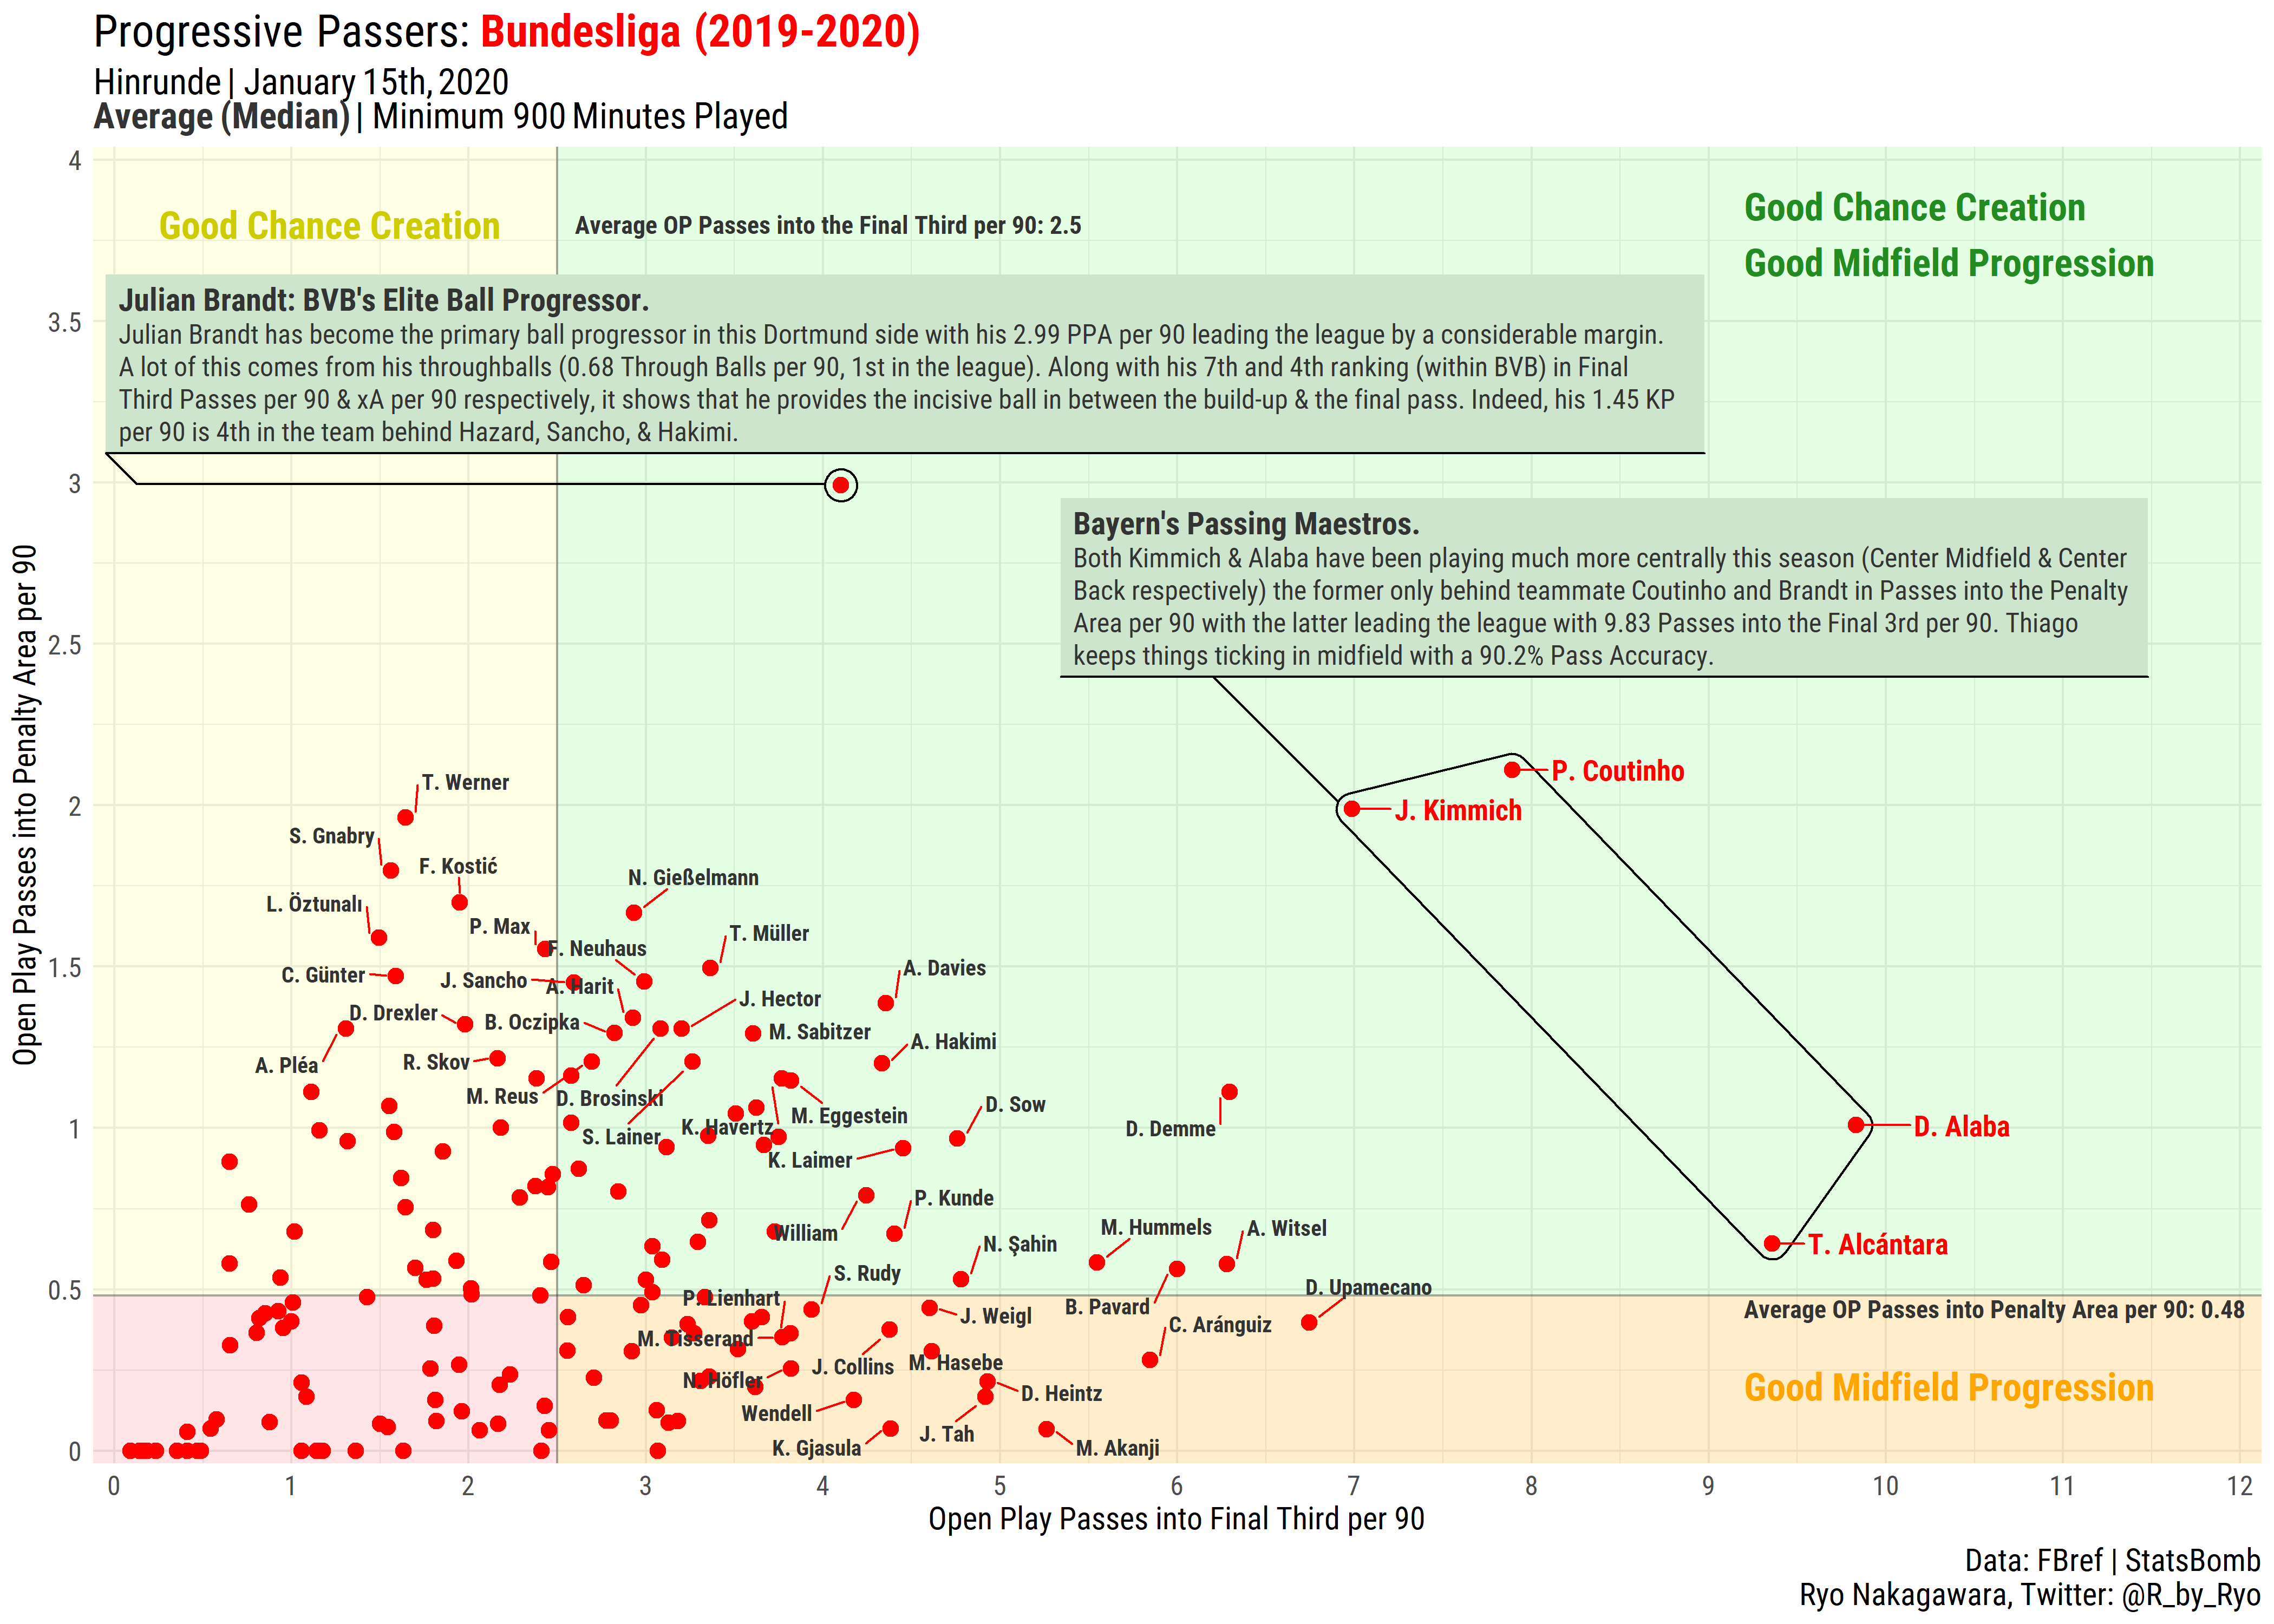 Progressive Passers: Bundesliga (2019-2020)
Hinrunde | January 15th, 2020
Average (Median) | Minimum 900 Minutes Played
Good Chance Creation
Average OP Passes into the Final Third per 90: 2.5
Good Chance Creation
Good Midfield Progression
Julian Brandt: BVB's Elite Ball Progressor.
Julian Brandt has become the primary ball progressor in this Dortmund side with his 2.99 PPA per 90 leading the league by a considerable margin.
A lot of this comes from his throughballs (0.68 Through Balls per 90, 1st in the league). Along with his 7th and 4th ranking (within BVB) in Final
Third Passes per 90 & xA per 90 respectively, it shows that he provides the incisive ball in between the build-up & the final pass. Indeed, his 1.45 KP
per 90 is 4th in the team behind Hazard, Sancho, & Hakimi.
Bayern's Passing Maestros.
Both Kimmich & Alaba have been playing much more centrally this season (Center Midfield & Center
Back respectively) the former only behind teammate Coutinho and Brandt in Passes into the Penalty
Area per 90 with the latter leading the league with 9.83 Passes into the Final 3rd per 90. Thiago
keeps things ticking in midfield with a 90.2% Pass Accuracy.
P. Coutinho
T. Werner
J. Kimmich
S. Gnabry
F. Kostić
N. Gießelmann
L. Öztunalı
P. Max
T. Müller
F. Neuhaus
A. Davies
C. Günter
J. Sancho
A. Harit
J. Hector
D. Drexler
B. Oczipka
M. Sabitzer
A. Hakimi
R. Skov
A. Pléa
M. Reus
D. Brosinski
D. Sow
M. Eggestein
K. Havertz
D. Demme
D. Alaba
S. Lainer
K. Laimer
P. Kunde
William
M. Hummels
A. Witsel
N. Şahin
T. Alcántara
S. Rudy
D. Upamecano
P. Lienhart
B. Pavard
Average OP Passes into Penalty Area per 90: 0.48
J. Weigl
C. Aránguiz
M. Tisserand
M. Hasebe
J. Collins
N. Höfler
Good Midfield Progression
D. Heintz
Wendell
J. Tah
K. Gjasula
M. Akanji
Open Play Passes into Penalty Area per 90
4
3.5
3
2.5
2
1.5
1
0.5
0
0 1 2 3 4 5 6 7 8 9 10 11 12
Open Play Passes into Final Third per 90
Data: FBref | StatsBomb
Ryo Nakagawara, Twitter: @R_by_Ryo